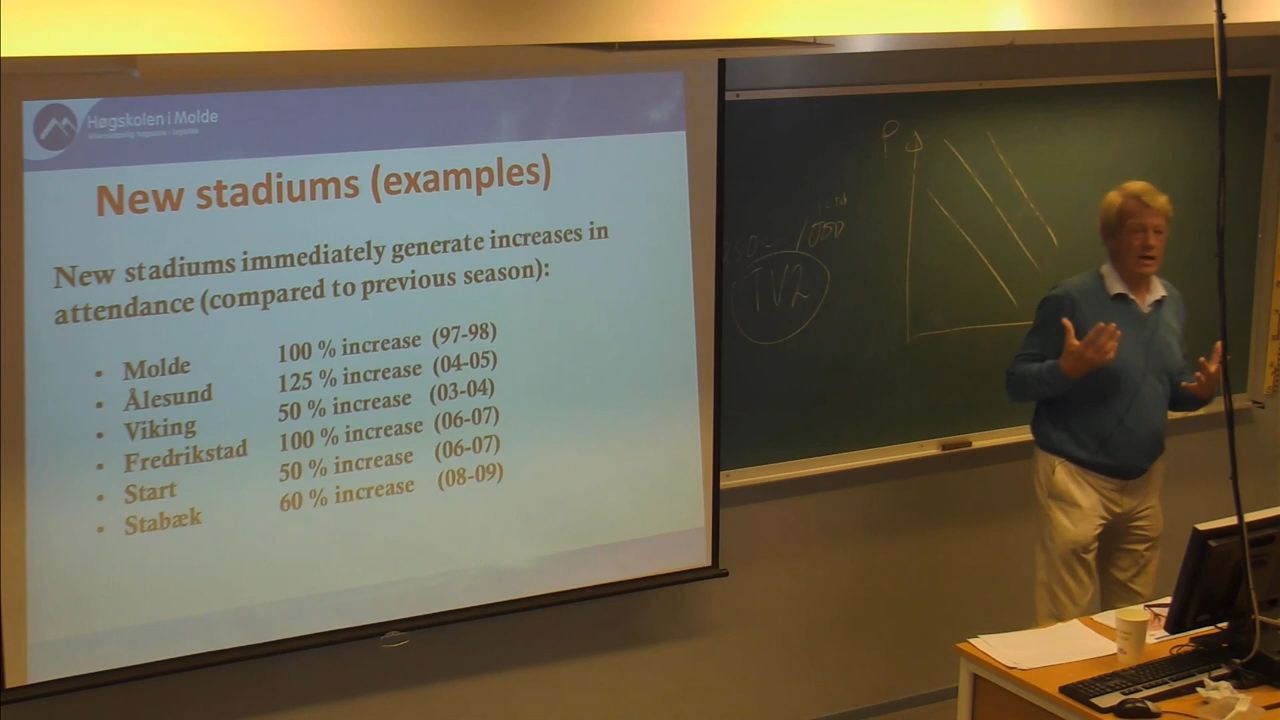 Høgskolen i Molde
New stadiums (examples)
New stadiums immediately generate increases in
attendance (compared to previous season):
• Molde 100 % increase (97-98)
• Ålesund 125 % increase (04-05)
• Viking 50 % increase (03-04)
• Fredrikstad 100 % increase (06-07)
• Start 50 % increase (06-07)
• Stabæk 60 % increase (08-09)
P
TV2